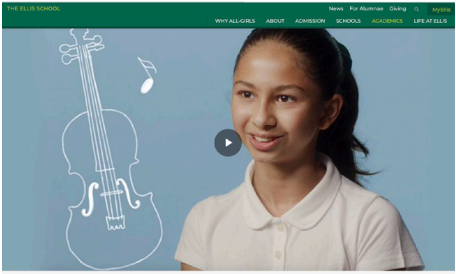 THE ELLIS SCHOOL
News For Alumnae Giving MyEllis
WHY ALL-GIRLS ABOUT ADMISSION SCHOOLS ACADEMICS LIFE AT ELLIS